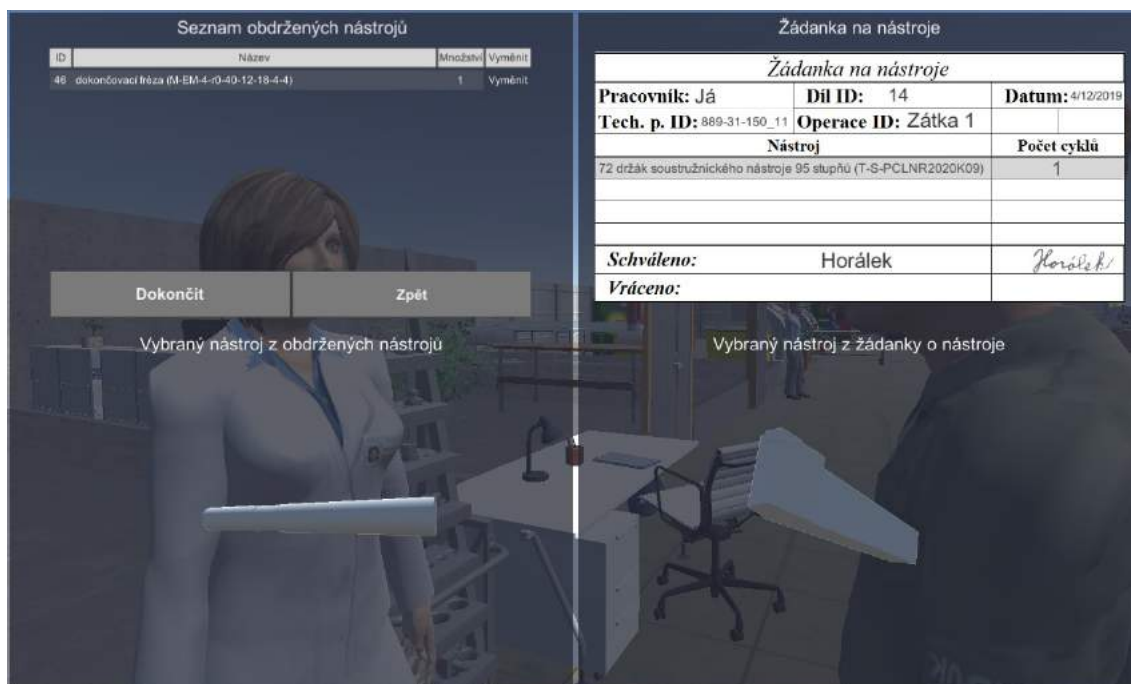 Seznam obdržených nástrojů
ID Název Množství Vyměnit
46 dokončovací fréza (M-EM-4-r0-40-12-18-4-4) 1 Vyměnit
Dokončit Zpět
Vybraný nástroj z obdržených nástrojů
Žádanka na nástroje
Žádanka na nástroje
Pracovník: Já Díl ID: 14 Datum: 4/12/2019
Tech. p. ID: 889-31-150_11 Operace ID: Zátka 1
Nástroj Počet cyklů
72 držák soustružnického nástroje 95 stupňů (T-S-PCLNR2020K09) 1
Schváleno: Horálek Horálek
Vráceno:
Vybraný nástroj z žádanky o nástroje